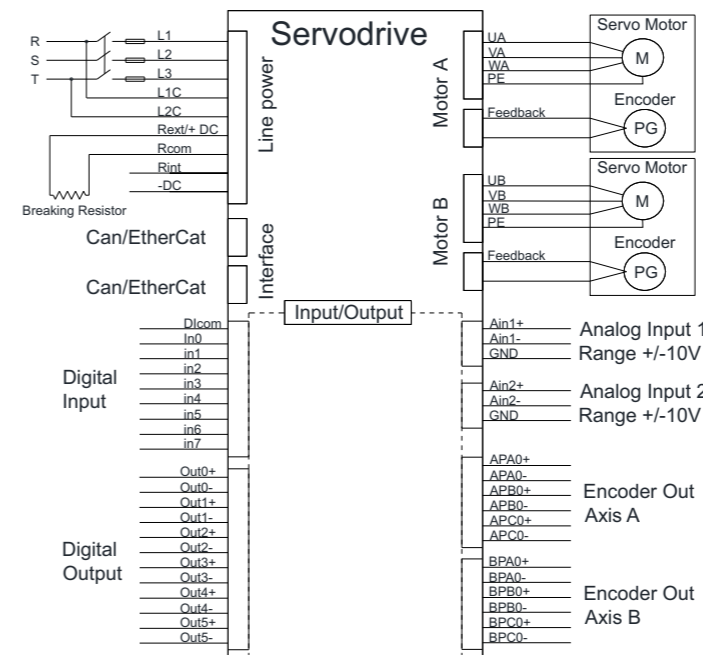 Servodrive
R
S
T
L1
L2
L3
L1C
L2C
Rext/+ DC
Rcom
Rint
-DC
Breaking Resistor
Line power
Can/EtherCat
Can/EtherCat
Interface
Motor A
UA
VA
WA
PE
Feedback
Servo Motor
M
Encoder
PG
Motor B
UB
VB
WB
PE
Feedback
Servo Motor
M
Encoder
PG
Input/Output
Digital
Input
DIcom
In0
in1
in2
in3
in4
in5
in6
in7
Digital
Output
Out0+
Out0-
Out1+
Out1-
Out2+
Out2-
Out3+
Out3-
Out4+
Out4-
Out5+
Out5-
Ain1+
Ain1-
GND
Analog Input 1
Range +/-10V
Ain2+
Ain2-
GND
Analog Input 2
Range +/-10V
APA0+
APA0-
APB0+
APB0-
APC0+
APC0-
Encoder Out
Axis A
BPA0+
BPA0-
BPB0+
BPB0-
BPC0+
BPC0-
Encoder Out
Axis B